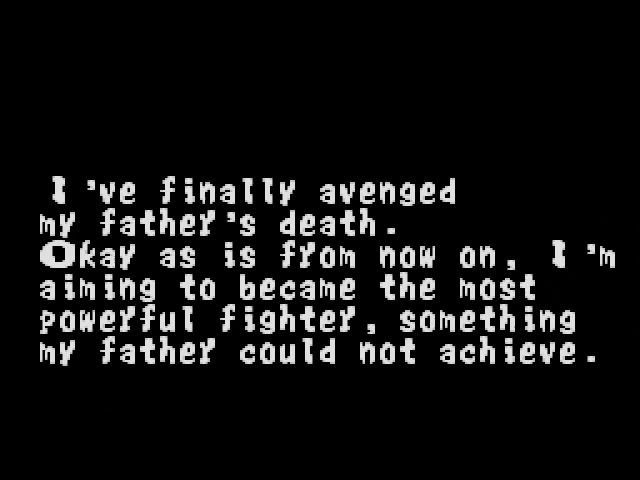 I've finally avenged
my father's death.
Okay as is from now on, I'm
aiming to became the most
powerful fighter, something
my father could not achieve.